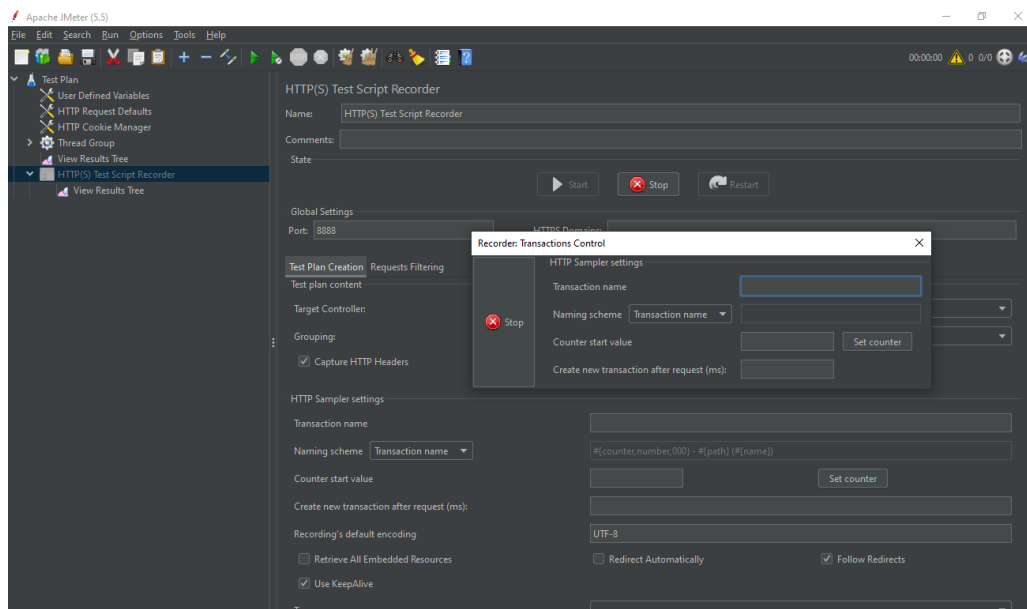 Apache JMeter (5.5)
File Edit Search Run Options Tools Help
00:00:00 0 0/0
Test Plan
User Defined Variables
HTTP Request Defaults
HTTP Cookie Manager
Thread Group
View Results Tree
HTTP(S) Test Script Recorder
View Results Tree
HTTP(S) Test Script Recorder
Name: HTTP(S) Test Script Recorder
Comments:
State
Start Stop Restart
Global Settings
Port: 8888 HTTPS Domains:
Recorder: Transactions Control
Stop
HTTP Sampler settings
Transaction name
Naming scheme Transaction name
Counter start value Set counter
Create new transaction after request (ms):
Test Plan Creation Requests Filtering
Test plan content
Target Controller:
Grouping:
Capture HTTP Headers
HTTP Sampler settings
Transaction name
Naming scheme Transaction name #{counter,number,000} - #{path} (#{name})
Counter start value Set counter
Create new transaction after request (ms):
Recording's default encoding UTF-8
Retrieve All Embedded Resources Redirect Automatically Follow Redirects
Use KeepAlive